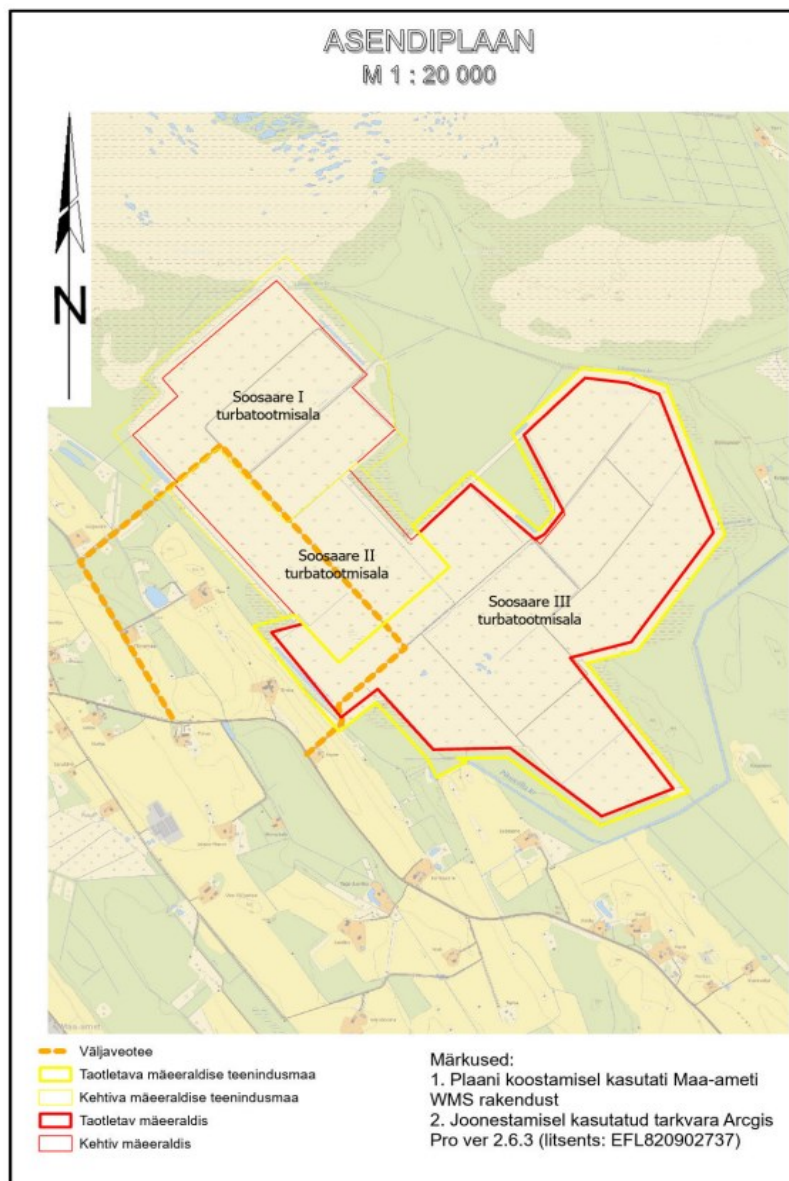 ASENDIPLAAN
M 1 : 20 000
N
Soosaare I
turbatootmisala
Soosaare II
turbatootmisala
Soosaare III
turbatootmisala
©Maa-amet
Väljaveotee
Taotletava mäeeraldise teenindusmaa
Kehtiva mäeeraldise teenindusmaa
Taotletav mäeeraldis
Kehtiv mäeeraldis
Märkused:
1. Plaani koostamisel kasutati Maa-ameti
WMS rakendust
2. Joonestamisel kasutatud tarkvara Arcgis
Pro ver 2.6.3 (litsents: EFL820902737)